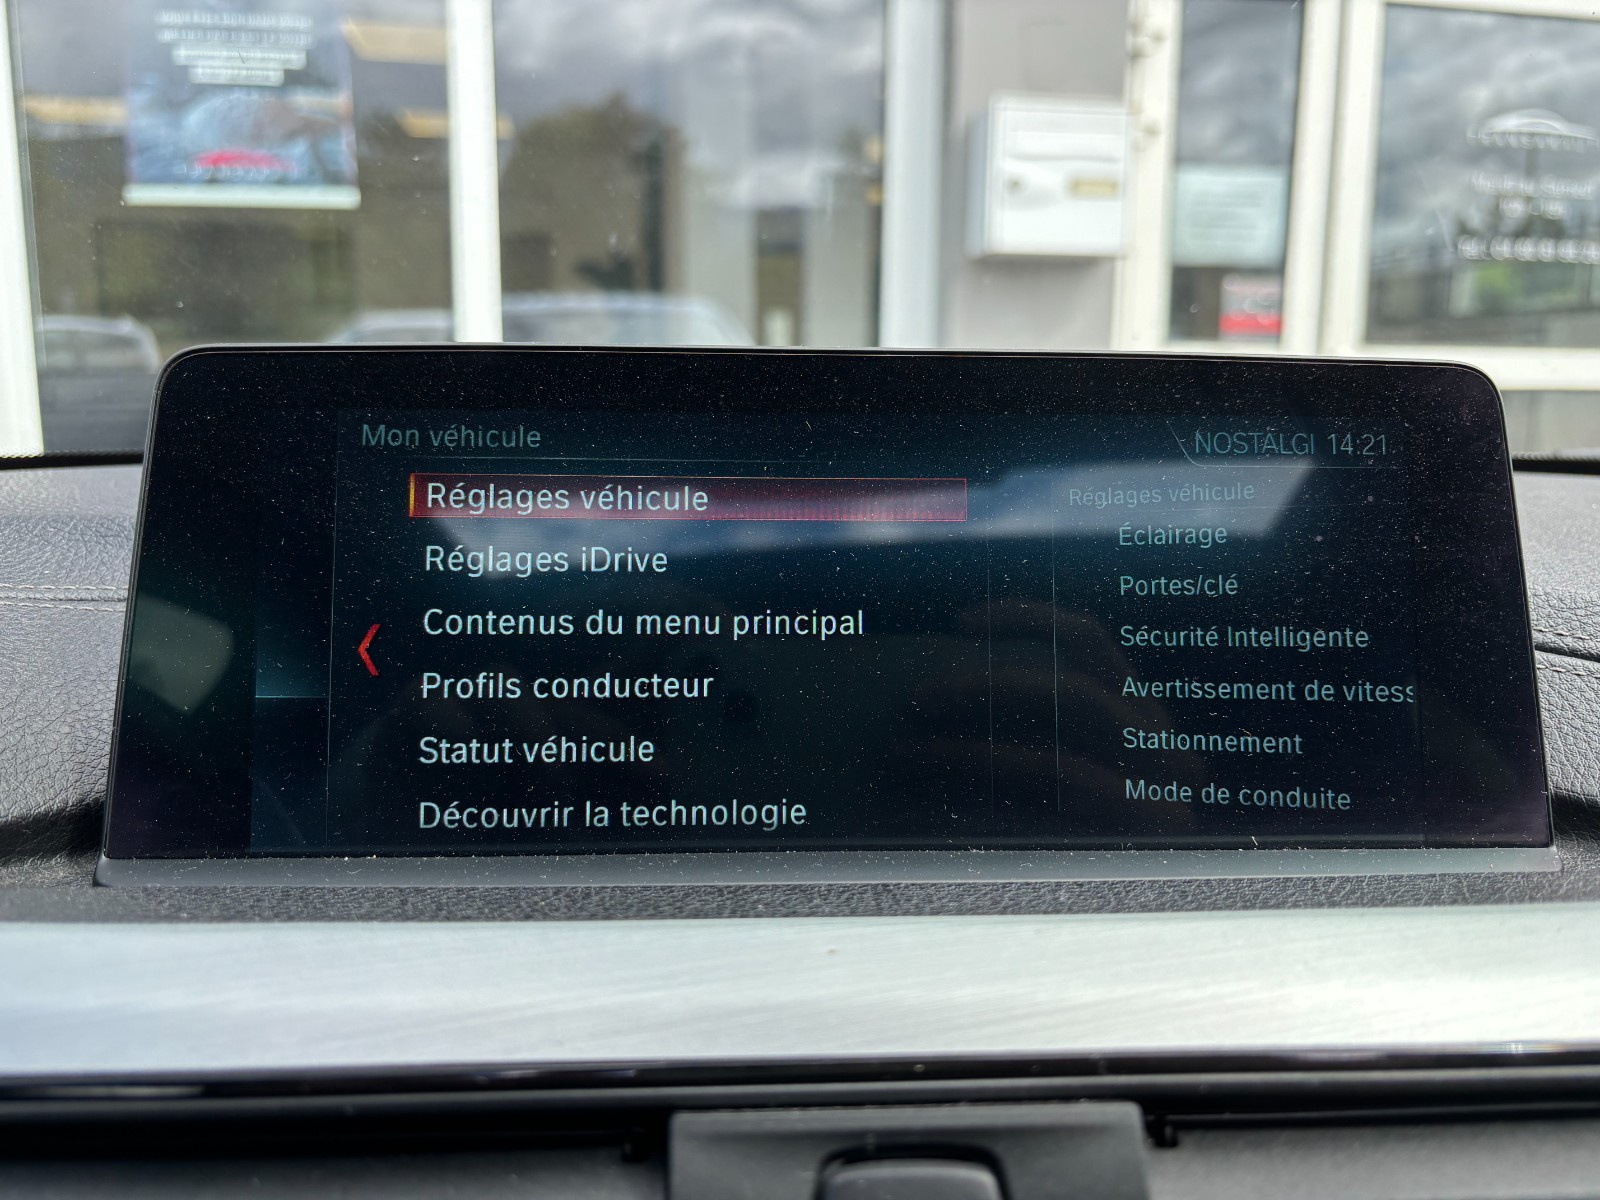 Mon véhicule
NOSTALGI 14:21
Réglages véhicule
Réglages iDrive
Contenus du menu principal
Profils conducteur
Statut véhicule
Découvrir la technologie
Réglages véhicule
Éclairage
Portes/clé
Sécurité Intelligente
Avertissement de vitess
Stationnement
Mode de conduite